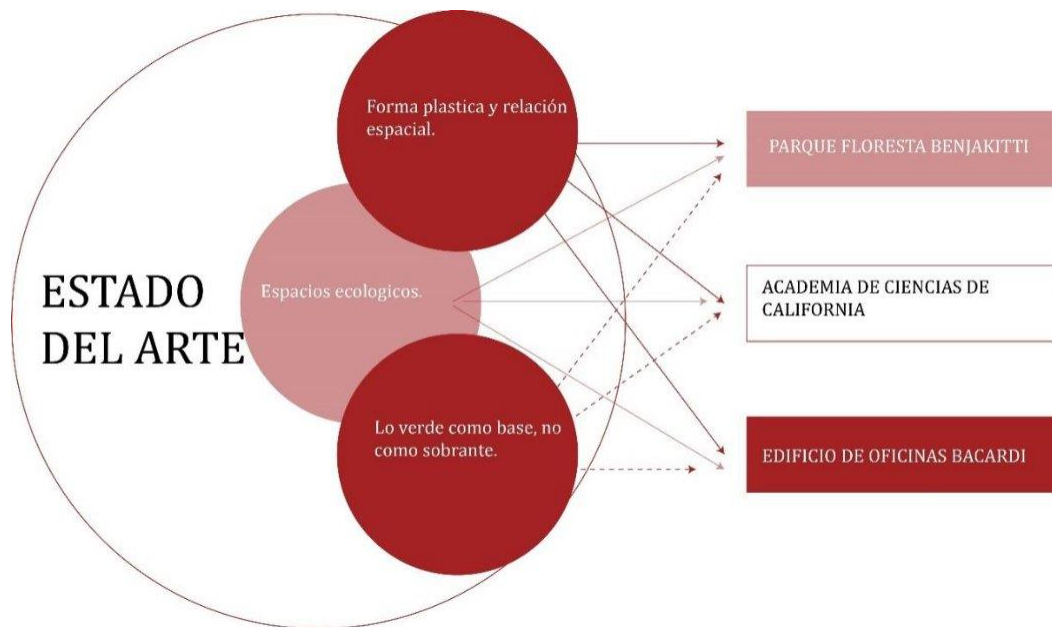 ESTADO
DEL ARTE
Forma plastica y relación
espacial.
Espacios ecologicos.
Lo verde como base, no
como sobrante.
PARQUE FLORESTA BENJAKITTI
ACADEMIA DE CIENCIAS DE
CALIFORNIA
EDIFICIO DE OFICINAS BACARDI